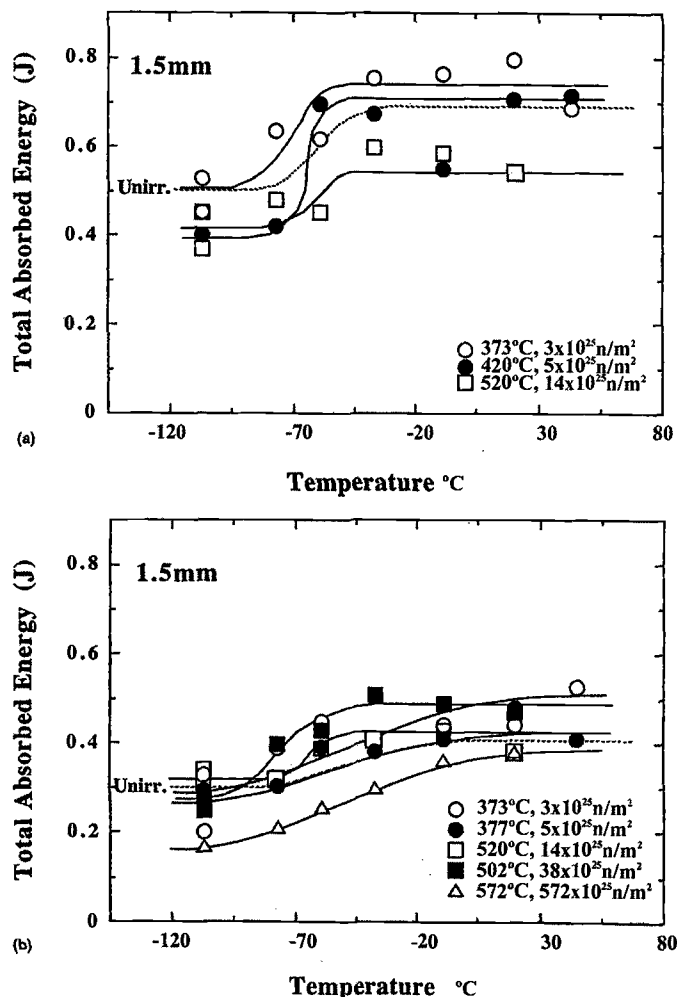 Total Absorbed Energy (J)
0.8
0.6
0.4
0.2
0
1.5mm
Unirr.
373°C, 3x10²⁵n/m²
420°C, 5x10²⁵n/m²
520°C, 14x10²⁵n/m²
(a)
-120
-70
-20
30
80
Temperature °C
Total Absorbed Energy (J)
0.8
0.6
0.4
0.2
0
1.5mm
Unirr.
373°C, 3x10²⁵n/m²
377°C, 5x10²⁵n/m²
520°C, 14x10²⁵n/m²
502°C, 38x10²⁵n/m²
572°C, 572x10²⁵n/m²
(b)
-120
-70
-20
30
80
Temperature °C